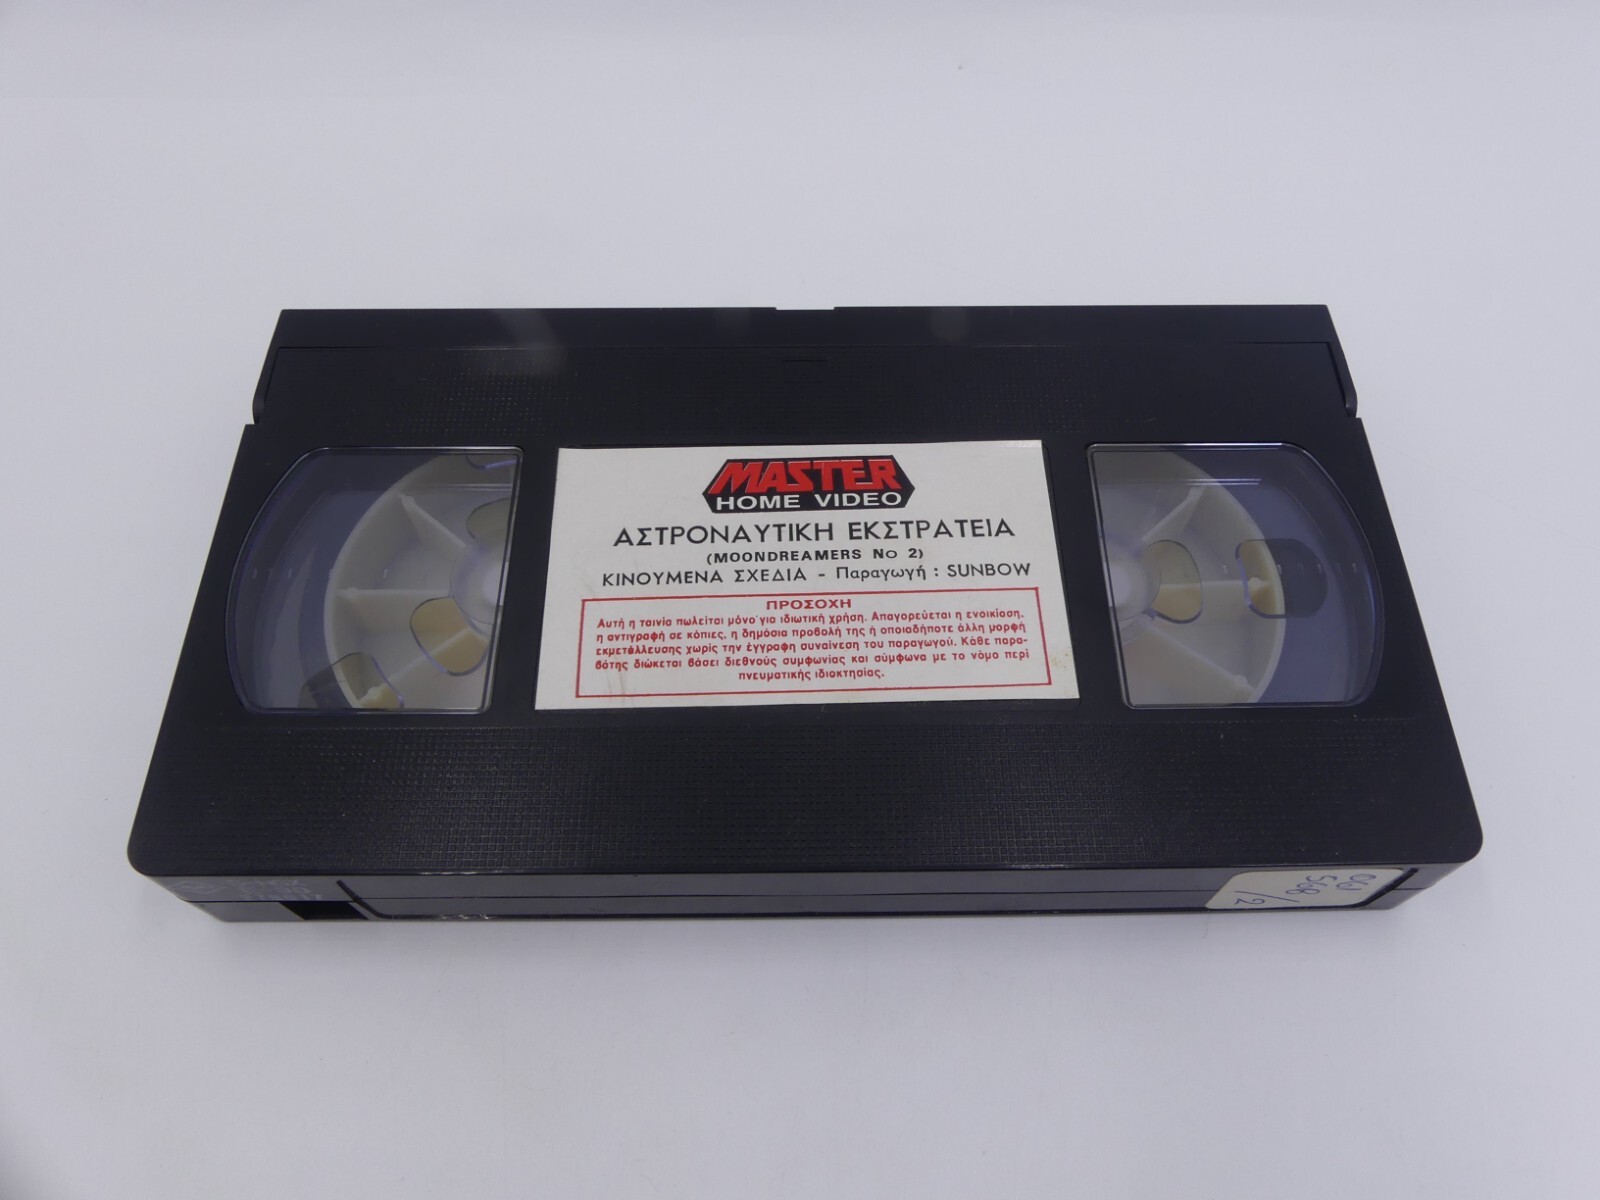 MASTER
HOME VIDEO
ΑΣΤΡΟΝΑΥΤΙΚΗ ΕΚΣΤΡΑΤΕΙΑ
(MOONDREAMERS No 2)
ΚΙΝΟΥΜΕΝΑ ΣΧΕΔΙΑ - Παραγωγή : SUNBOW
ΠΡΟΣΟΧΗ
Αυτή η ταινία πωλείται μόνο για ιδιωτική χρήση. Απαγορεύεται η ενοικίαση,
η αντιγραφή σε κόπιες, η δημόσια προβολή της ή οποιαδήποτε άλλη μορφή
εκμετάλλευσης χωρίς την έγγραφη συναίνεση του παραγωγού. Κάθε παρα-
βάτης διώκεται βάσει διεθνούς συμφωνίας και σύμφωνα με το νόμο περί
πνευματικής ιδιοκτησίας.
568
/2